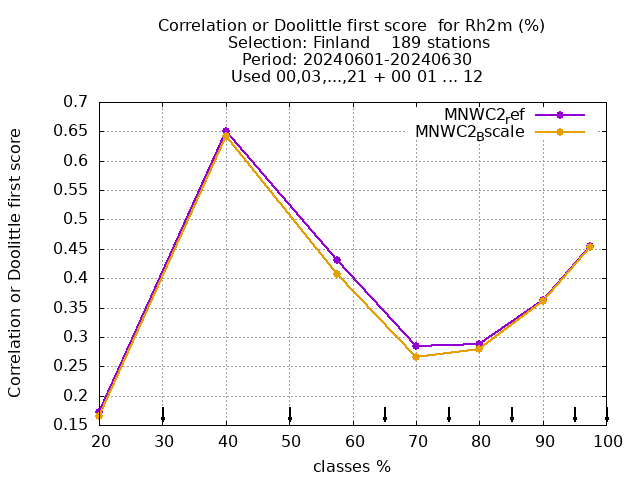 Correlation or Doolittle first score  for Rh2m (%)
Selection: Finland    189 stations
Period: 20240601-20240630
Used 00,03,...,21 + 00 01 ... 12
Correlation or Doolittle first score
0.7
0.65
0.6
0.55
0.5
0.45
0.4
0.35
0.3
0.25
0.2
0.15
MNWC2ref
MNWC2Bscale
20 30 40 50 60 70 80 90 100
classes %